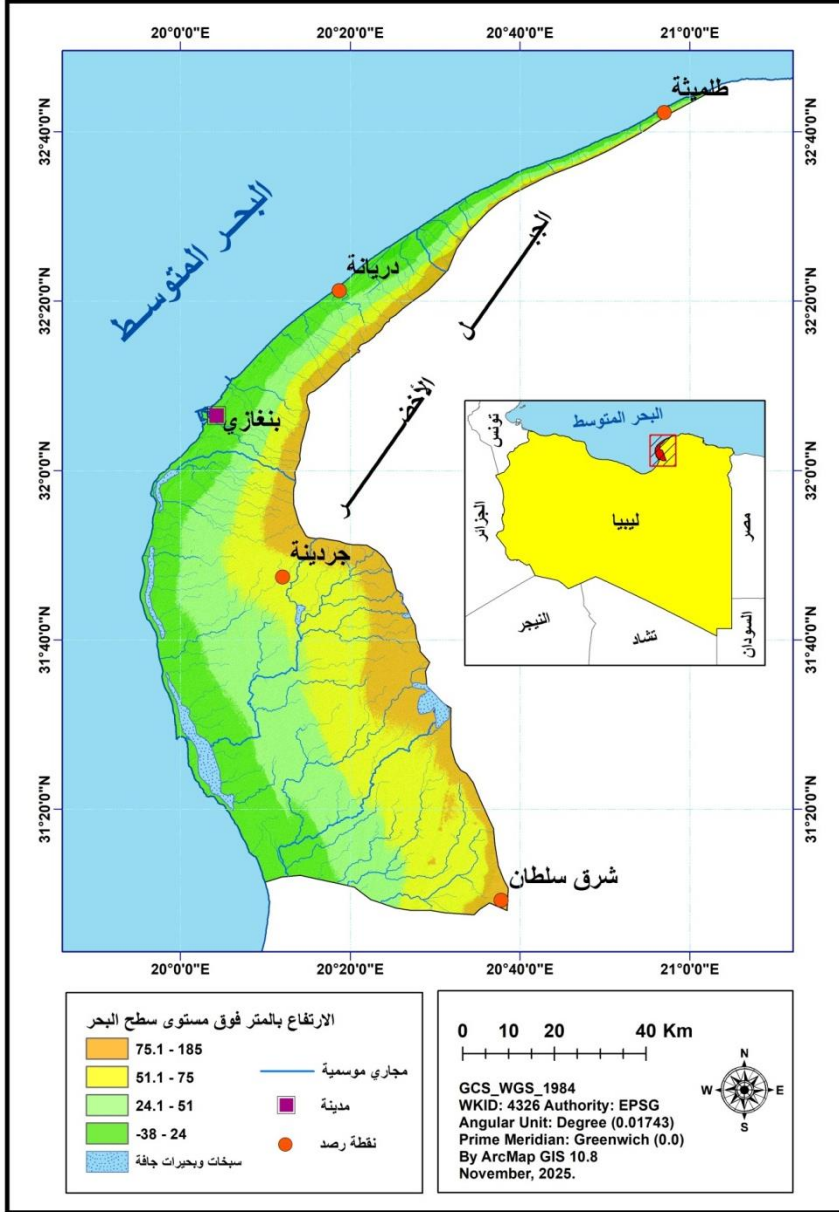 20°0'0"E 20°20'0"E 20°40'0"E 21°0'0"E
32°40'0"N
32°40'0"N
32°20'0"N
32°20'0"N
32°0'0"N
32°0'0"N
31°40'0"N
31°40'0"N
31°20'0"N
31°20'0"N
طلميثة
البحر المتوسط
دريانة
الجبـــل
الأخضـــر
بنغازي
جردينة
شرق سلطان
البحر المتوسط
تونس
الجزائر
ليبيا
مصر
النيجر
تشاد
السودان
20°0'0"E 20°20'0"E 20°40'0"E 21°0'0"E
الارتفاع بالمتر فوق مستوى سطح البحر
75.1 - 185
51.1 - 75
24.1 - 51
-38 - 24
سبخات وبحيرات جافة
مجاري موسمية
مدينة
نقطة رصد
0 10 20 40 Km
GCS_WGS_1984
WKID: 4326 Authority: EPSG
Angular Unit: Degree (0.01743)
Prime Meridian: Greenwich (0.0)
By ArcMap GIS 10.8
November, 2025.
N
W E
S